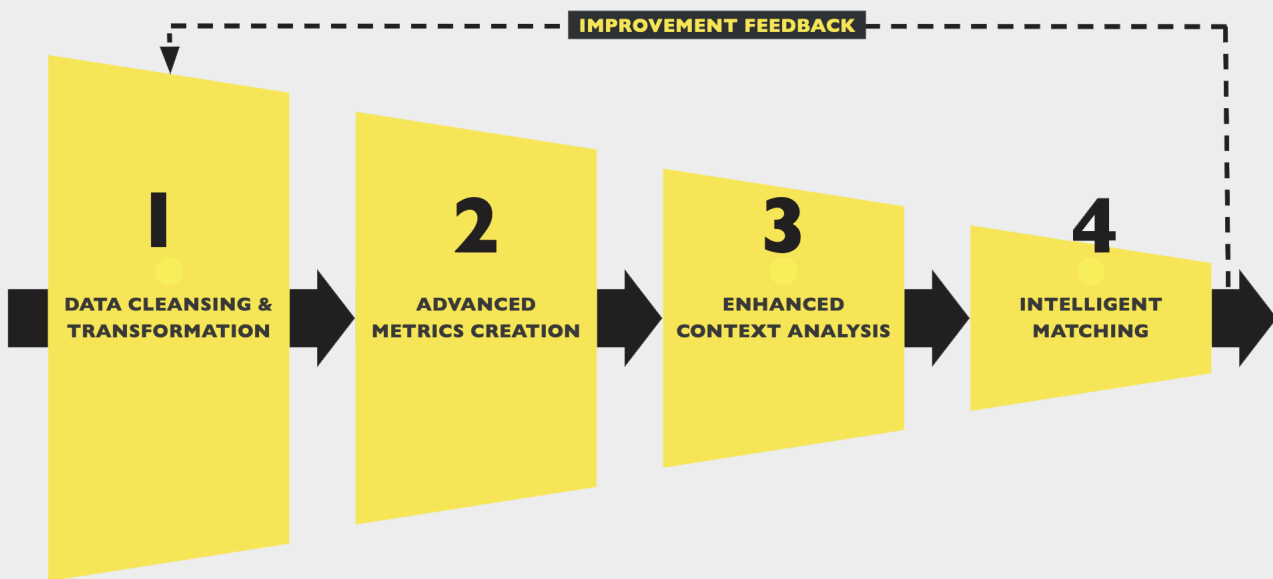 IMPROVEMENT FEEDBACK
1
DATA CLEANSING &
TRANSFORMATION
2
ADVANCED
METRICS CREATION
3
ENHANCED
CONTEXT ANALYSIS
4
INTELLIGENT
MATCHING